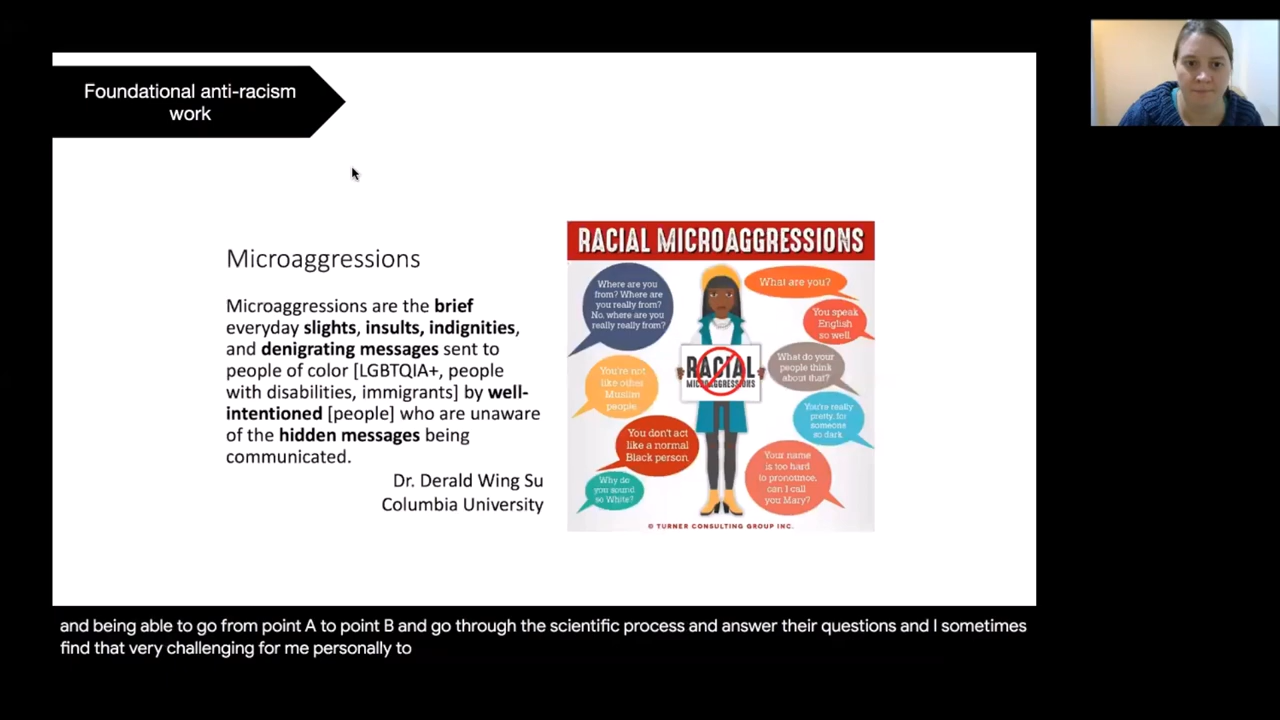 Foundational anti-racism
work
Microaggressions
Microaggressions are the brief
everyday slights, insults, indignities,
and denigrating messages sent to
people of color [LGBTQIA+, people
with disabilities, immigrants] by well-
intentioned [people] who are unaware
of the hidden messages being
communicated.
Dr. Derald Wing Su
Columbia University
RACIAL MICROAGGRESSIONS
Where are you
from? Where are
you really from?
No, where are you
really really from?
What are you?
You speak
English
so well.
You're not
like other
Muslim
people
RACIAL
MICROAGGRESSIONS
What do your
people think
about that?
You're really
pretty, for
someone
so dark.
You don't act
like a normal
Black person.
Your name
is too hard
to pronounce,
can I call
you Mary?
Why do
you sound
so White?
© TURNER CONSULTING GROUP INC.
and being able to go from point A to point B and go through the scientific process and answer their questions and I sometimes
find that very challenging for me personally to